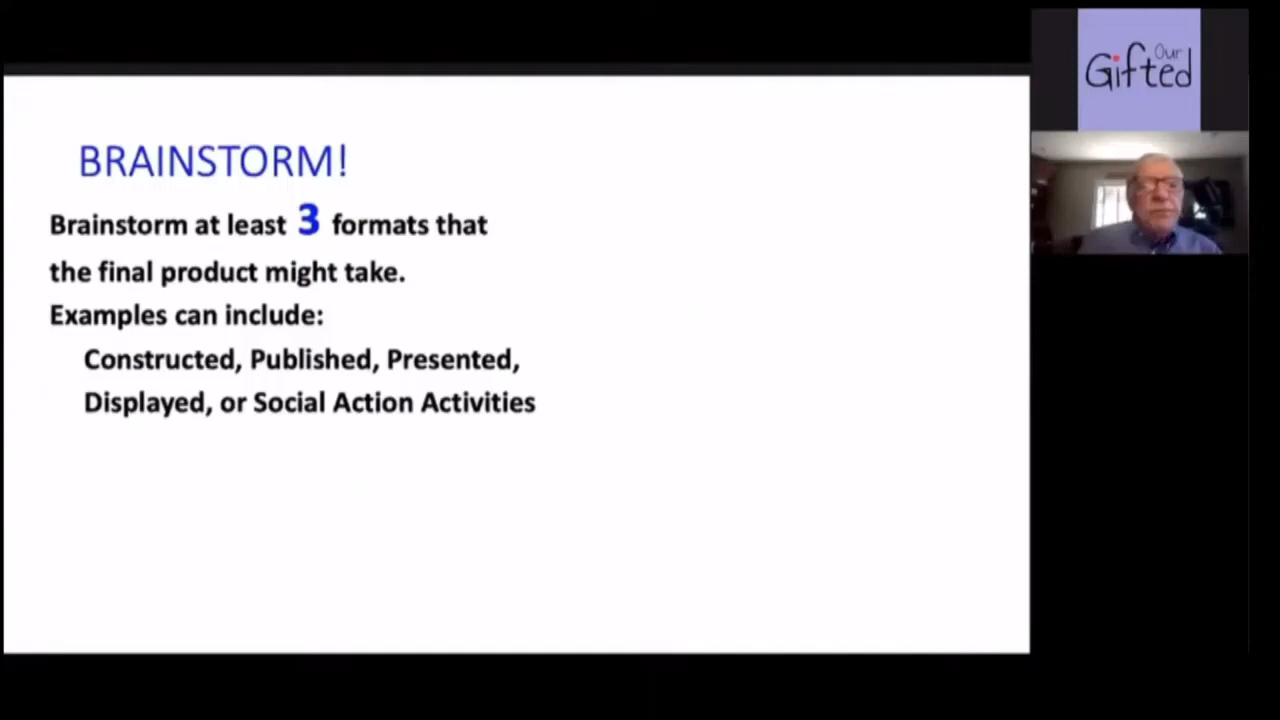 BRAINSTORM!
Brainstorm at least 3 formats that
the final product might take.
Examples can include:
Constructed, Published, Presented,
Displayed, or Social Action Activities
Our
Gifted